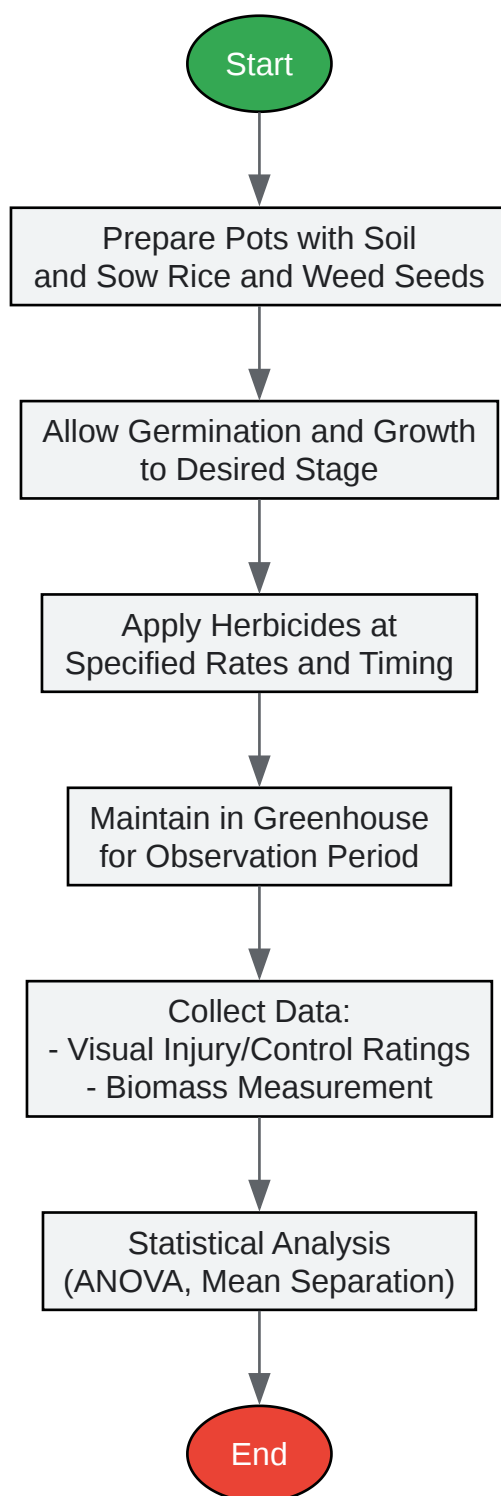 Start
Prepare Pots with Soil
and Sow Rice and Weed Seeds
Allow Germination and Growth
to Desired Stage
Apply Herbicides at
Specified Rates and Timing
Maintain in Greenhouse
for Observation Period
Collect Data:
- Visual Injury/Control Ratings
- Biomass Measurement
Statistical Analysis
(ANOVA, Mean Separation)
End